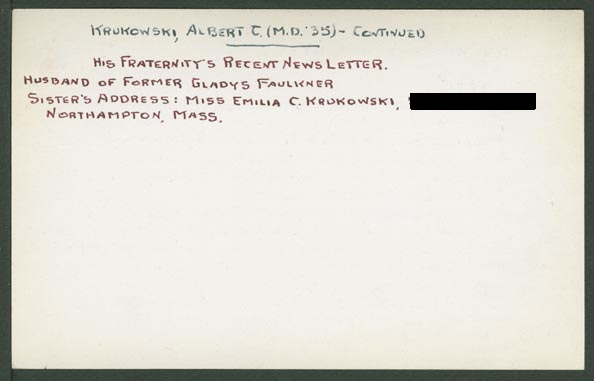 KRUKOWSKI, ALBERT C. (M.D. '35) - CONTINUED
HIS FRATERNITY'S RECENT NEWS LETTER.
HUSBAND OF FORMER GLADYS FAULKNER
SISTER'S ADDRESS: MISS EMILIA C. KRUKOWSKI,
NORTHAMPTON, MASS.